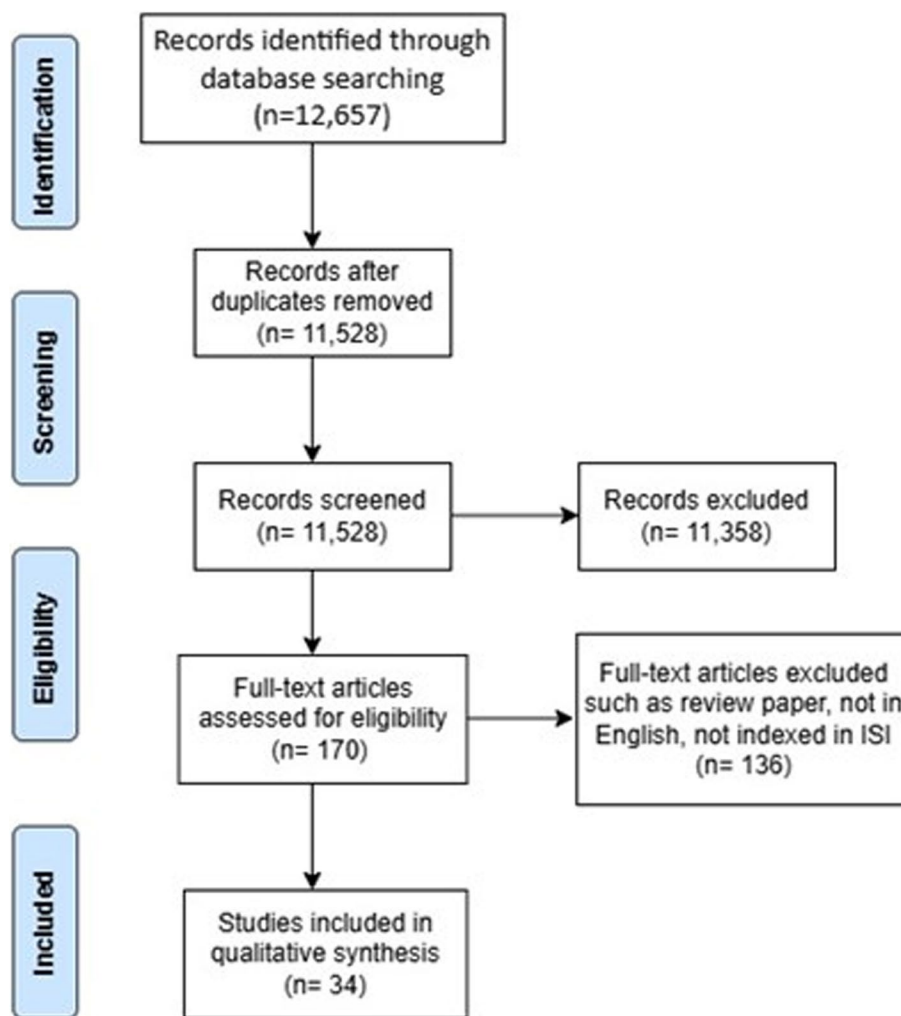 Identification
Records identified through
database searching
(n=12,657)
Screening
Records after
duplicates removed
(n= 11,528)
Records screened
(n= 11,528)
Records excluded
(n= 11,358)
Eligibility
Full-text articles
assessed for eligibility
(n= 170)
Full-text articles excluded
such as review paper, not in
English, not indexed in ISI
(n= 136)
Included
Studies included in
qualitative synthesis
(n= 34)